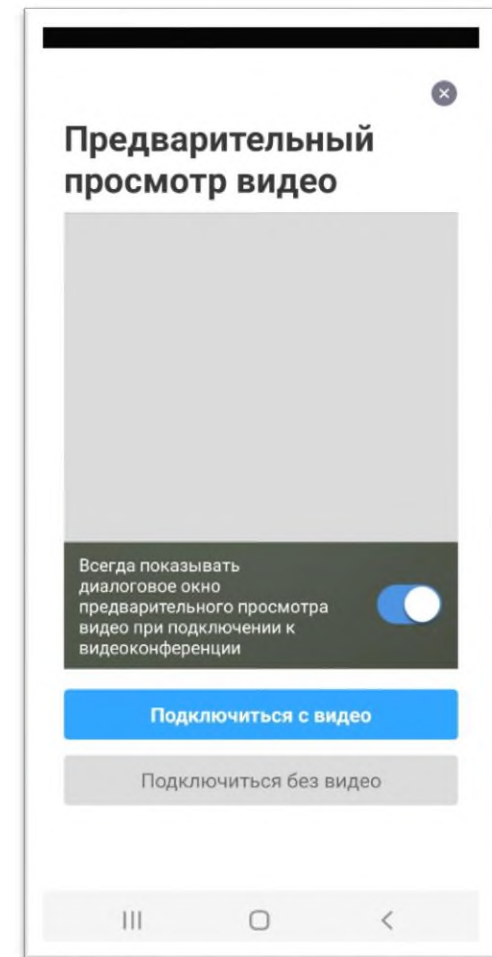 Предварительный
просмотр видео
Всегда показывать
диалоговое окно
предварительного просмотра
видео при подключении к
видеоконференции
Подключиться с видео
Подключиться без видео